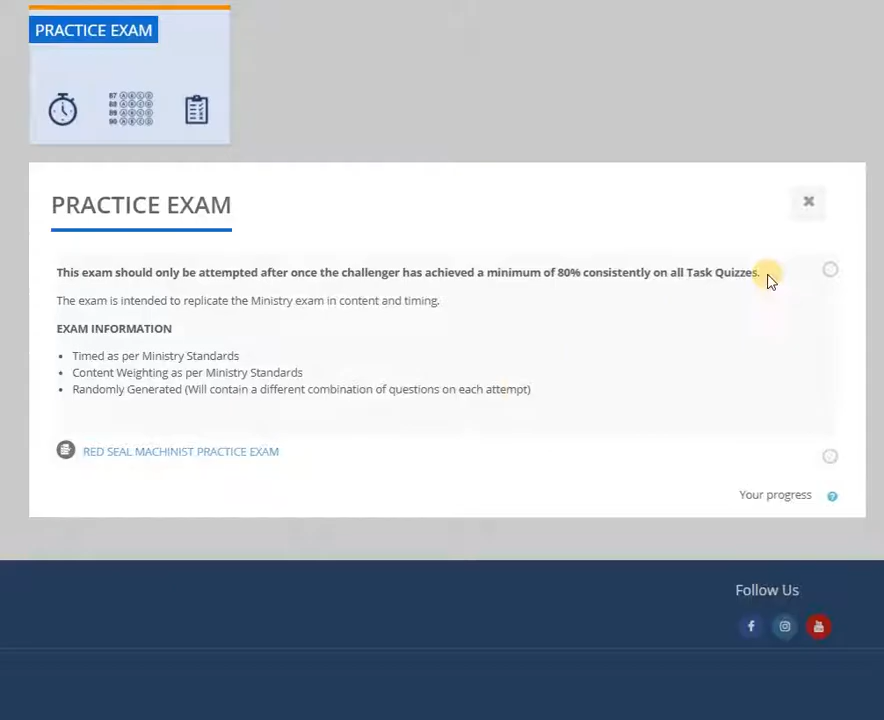 PRACTICE EXAM
PRACTICE EXAM
This exam should only be attempted after once the challenger has achieved a minimum of 80% consistently on all Task Quizzes.
The exam is intended to replicate the Ministry exam in content and timing.
EXAM INFORMATION
Timed as per Ministry Standards
Content Weighting as per Ministry Standards
Randomly Generated (Will contain a different combination of questions on each attempt)
RED SEAL MACHINIST PRACTICE EXAM
Your progress
Follow Us